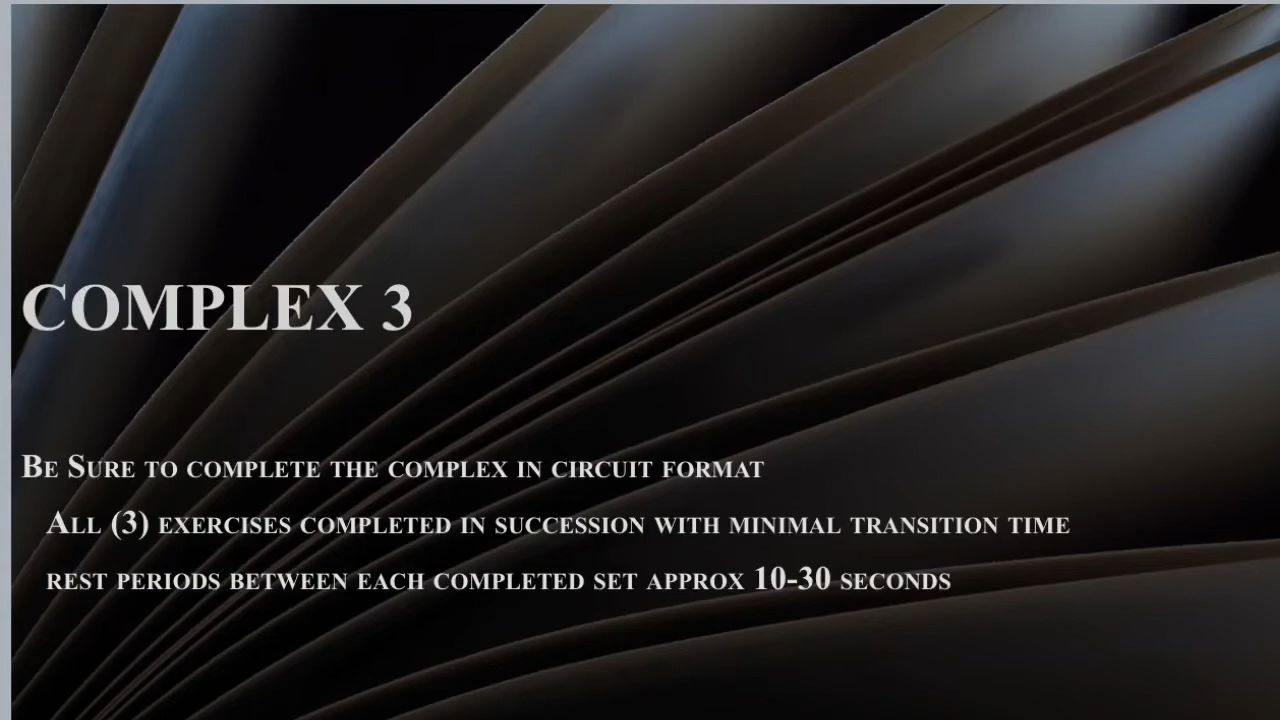 COMPLEX 3
Be Sure to complete the complex in circuit format
All (3) exercises completed in succession with minimal transition time
rest periods between each completed set approx 10-30 seconds